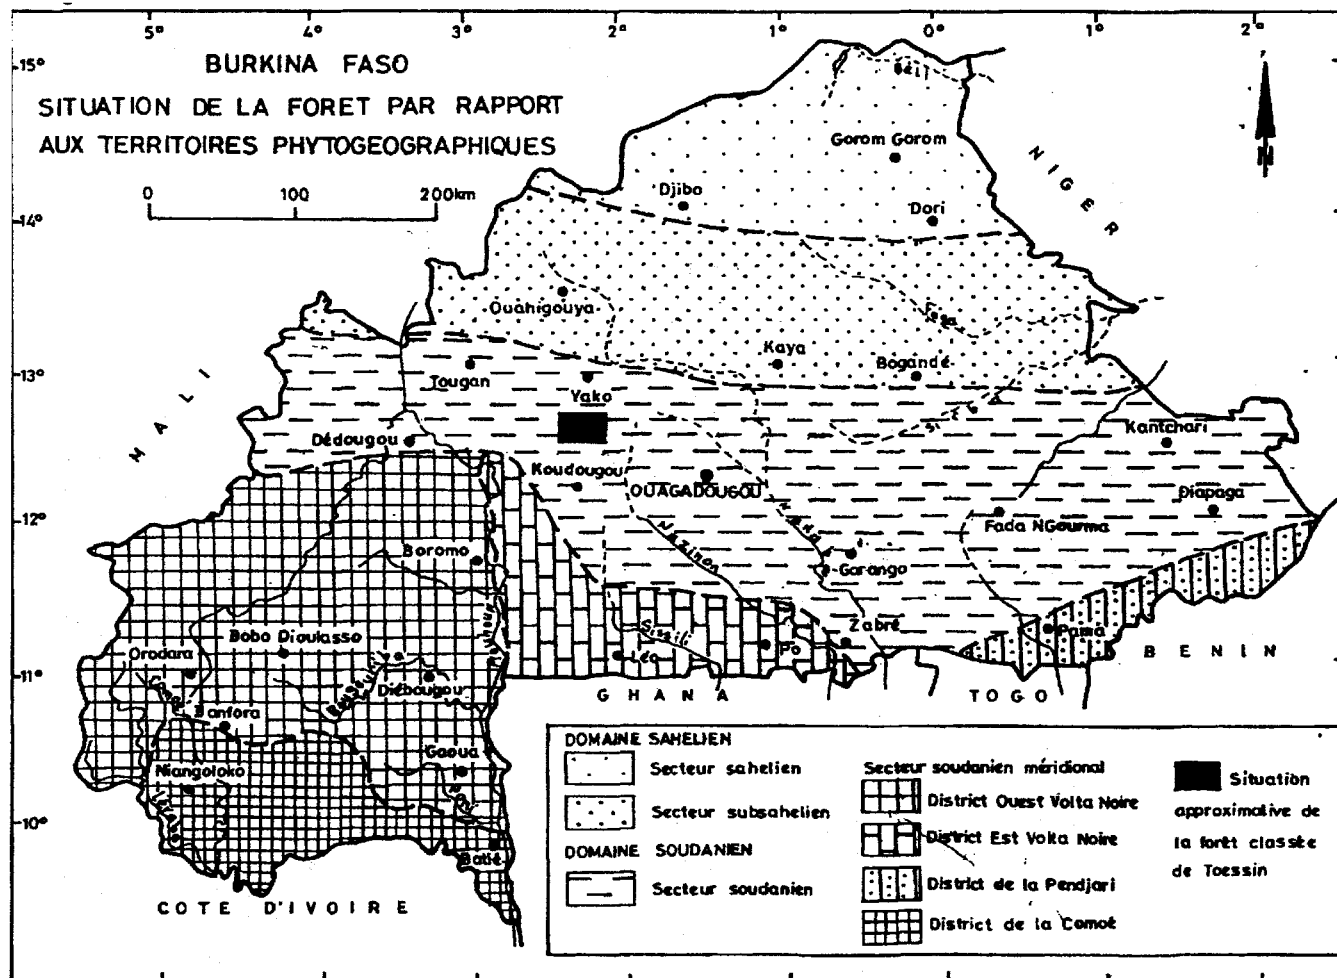 5° 4° 3° 2° 1° 0° 1° 2°
BURKINA FASO
SITUATION DE LA FORET PAR RAPPORT
AUX TERRITOIRES PHYTOGEOGRAPHIQUES
0 100 200km
15°
14°
13°
12°
11°
10°
N
NIGER
MALI
Béli
Gorom Gorom
Djibo
Dori
Ouahigouya
Faga
Kaya
Bogandé
Tougan
Yako
Sirba
Kantchari
Dédougou
Koudougou
OUAGADOUGOU
Diapaga
Fada NGourma
Nazinon
Boromo
Garango
Bobo Dioulasso
Sissili
Zabré
Pama
Orodara
Léo
Pô
BENIN
Diébougou
GHANA
TOGO
Banfora
Gaoua
Niangoloko
Batié
COTE D'IVOIRE
DOMAINE SAHELIEN
Secteur sahelien
Secteur subsahelien
DOMAINE SOUDANIEN
Secteur soudanien
Secteur soudanien méridional
District Ouest Volta Noire
District Est Volta Noire
District de la Pendjari
District de la Comoé
Situation
approximative de
la forêt classée
de Toessin